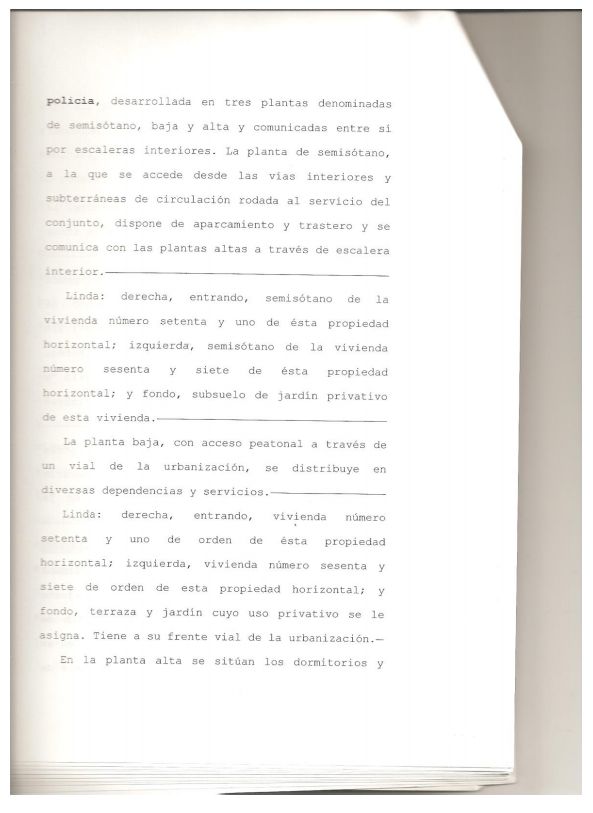 policia, desarrollada en tres plantas denominadas
de semisótano, baja y alta y comunicadas entre si
por escaleras interiores. La planta de semisótano,
a la que se accede desde las vias interiores y
subterráneas de circulación rodada al servicio del
conjunto, dispone de aparcamiento y trastero y se
comunica con las plantas altas a través de escalera
interior.
Linda: derecha, entrando, semisótano de la
vivienda número setenta y uno de ésta propiedad
horizontal; izquierda, semisótano de la vivienda
número sesenta y siete de ésta propiedad
horizontal; y fondo, subsuelo de jardín privativo
de esta vivienda.
La planta baja, con acceso peatonal a través de
un vial de la urbanización, se distribuye en
diversas dependencias y servicios.
Linda: derecha, entrando, vivienda número
setenta y uno de orden de ésta propiedad
horizontal; izquierda, vivienda número sesenta y
siete de orden de esta propiedad horizontal; y
fondo, terraza y jardín cuyo uso privativo se le
asigna. Tiene a su frente vial de la urbanización.—
En la planta alta se sitúan los dormitorios y